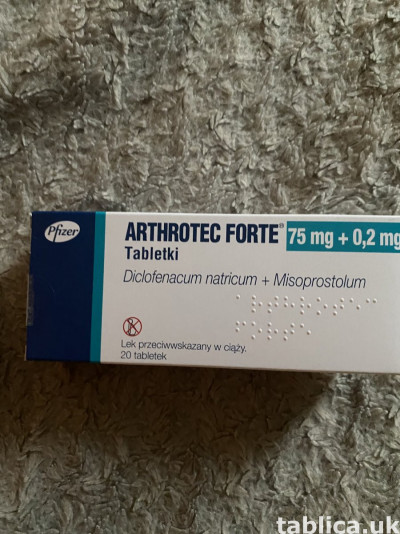 Pfizer
ARTHROTEC FORTE® 75 mg + 0,2 mg
Tabletki
Diclofenacum natricum + Misoprostolum
Lek przeciwwskazany w ciąży.
20 tabletek
tablica.uk